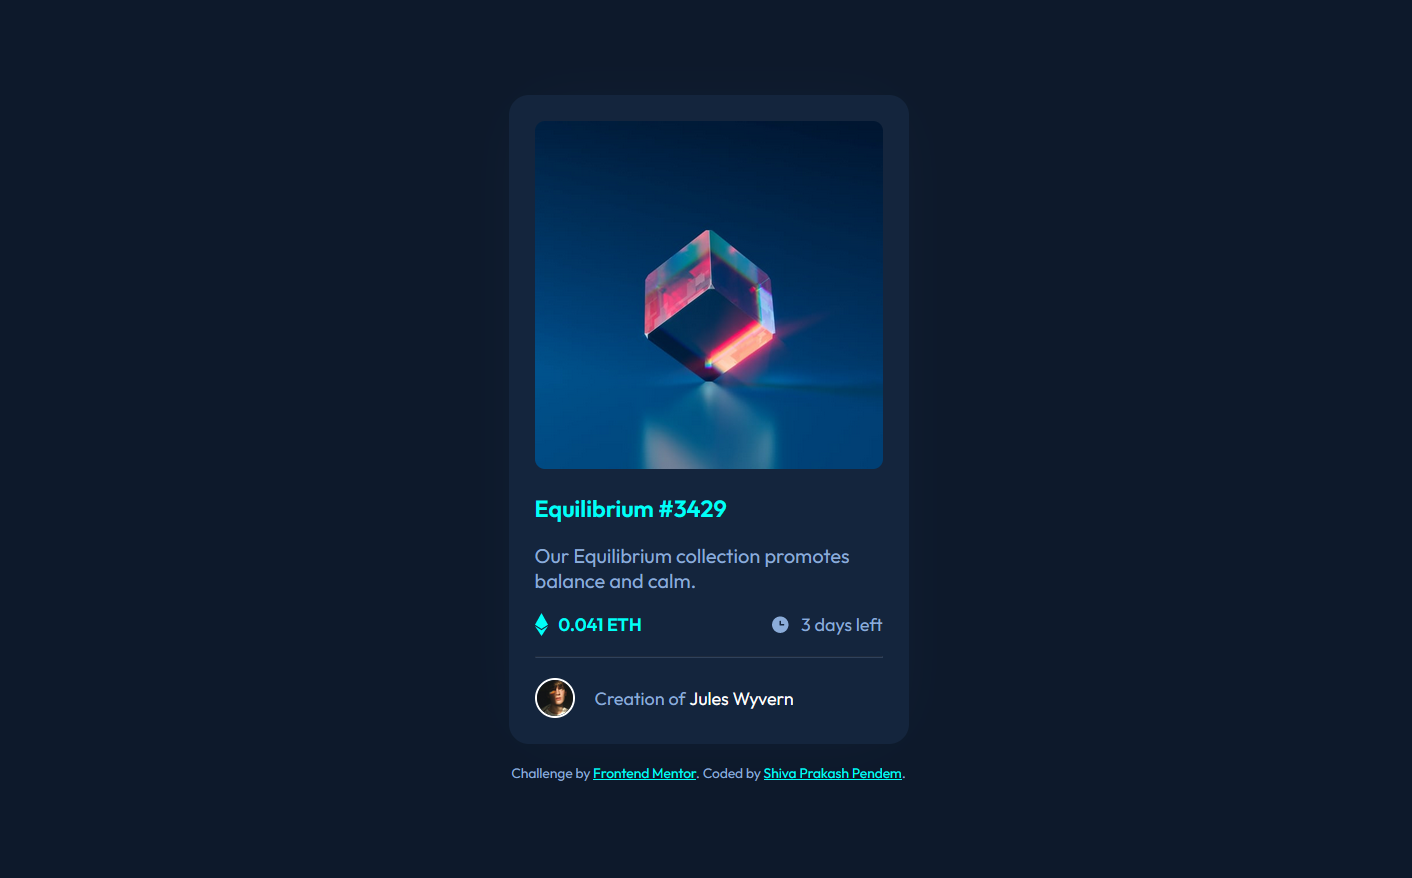 Equilibrium #3429
Our Equilibrium collection promotes
balance and calm.
0.041 ETH
3 days left
Creation of Jules Wyvern
Challenge by Frontend Mentor. Coded by Shiva Prakash Pendem.